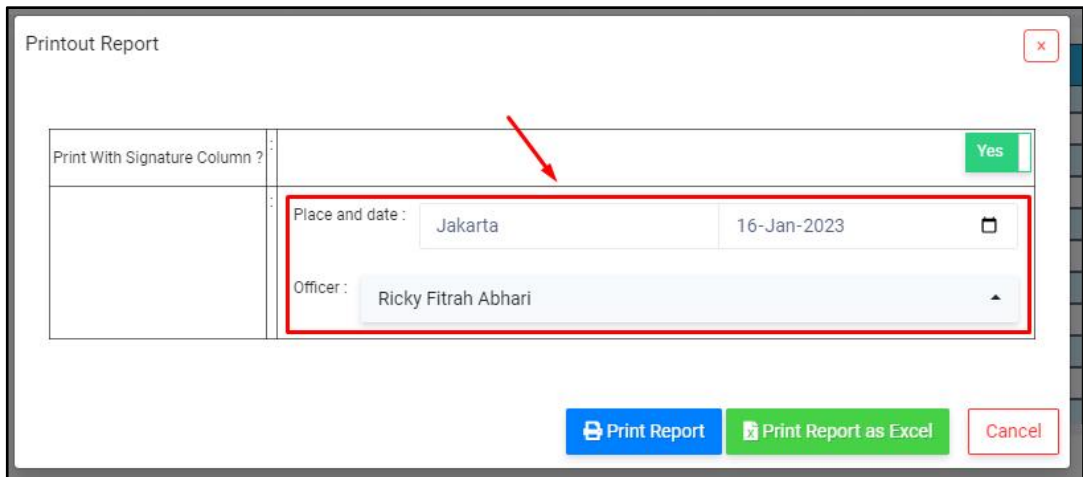 Printout Report
x
Print With Signature Column ? : Yes
:
Place and date : Jakarta 16-Jan-2023
Officer : Ricky Fitrah Abhari
Print Report Print Report as Excel Cancel